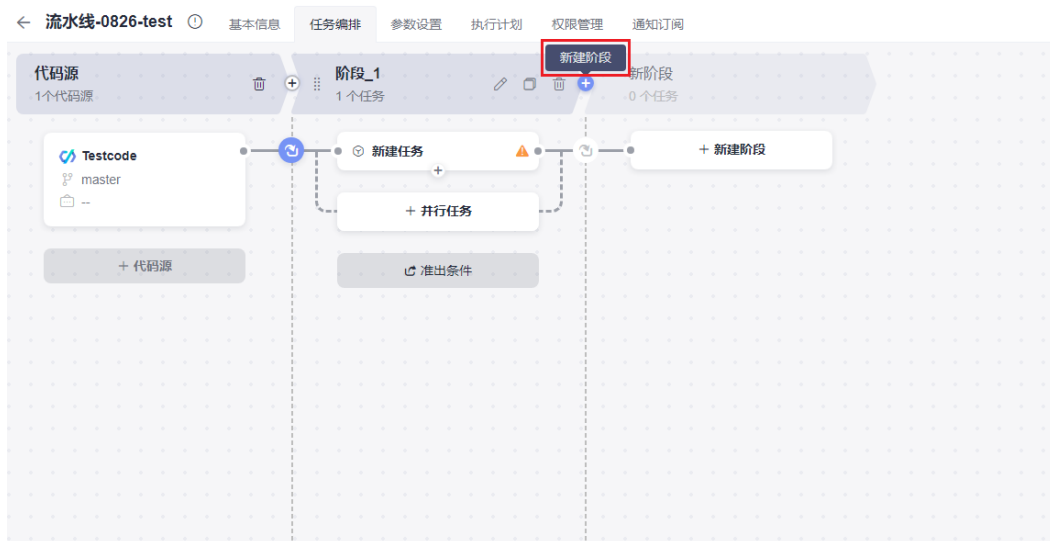 流水线-0826-test 基本信息 任务编排 参数设置 执行计划 权限管理 通知订阅
新建阶段
代码源 阶段_1 新阶段
1个代码源 1 个任务 0 个任务
Testcode 新建任务 + 新建阶段
master
--
+ 并行任务
+ 代码源 准出条件